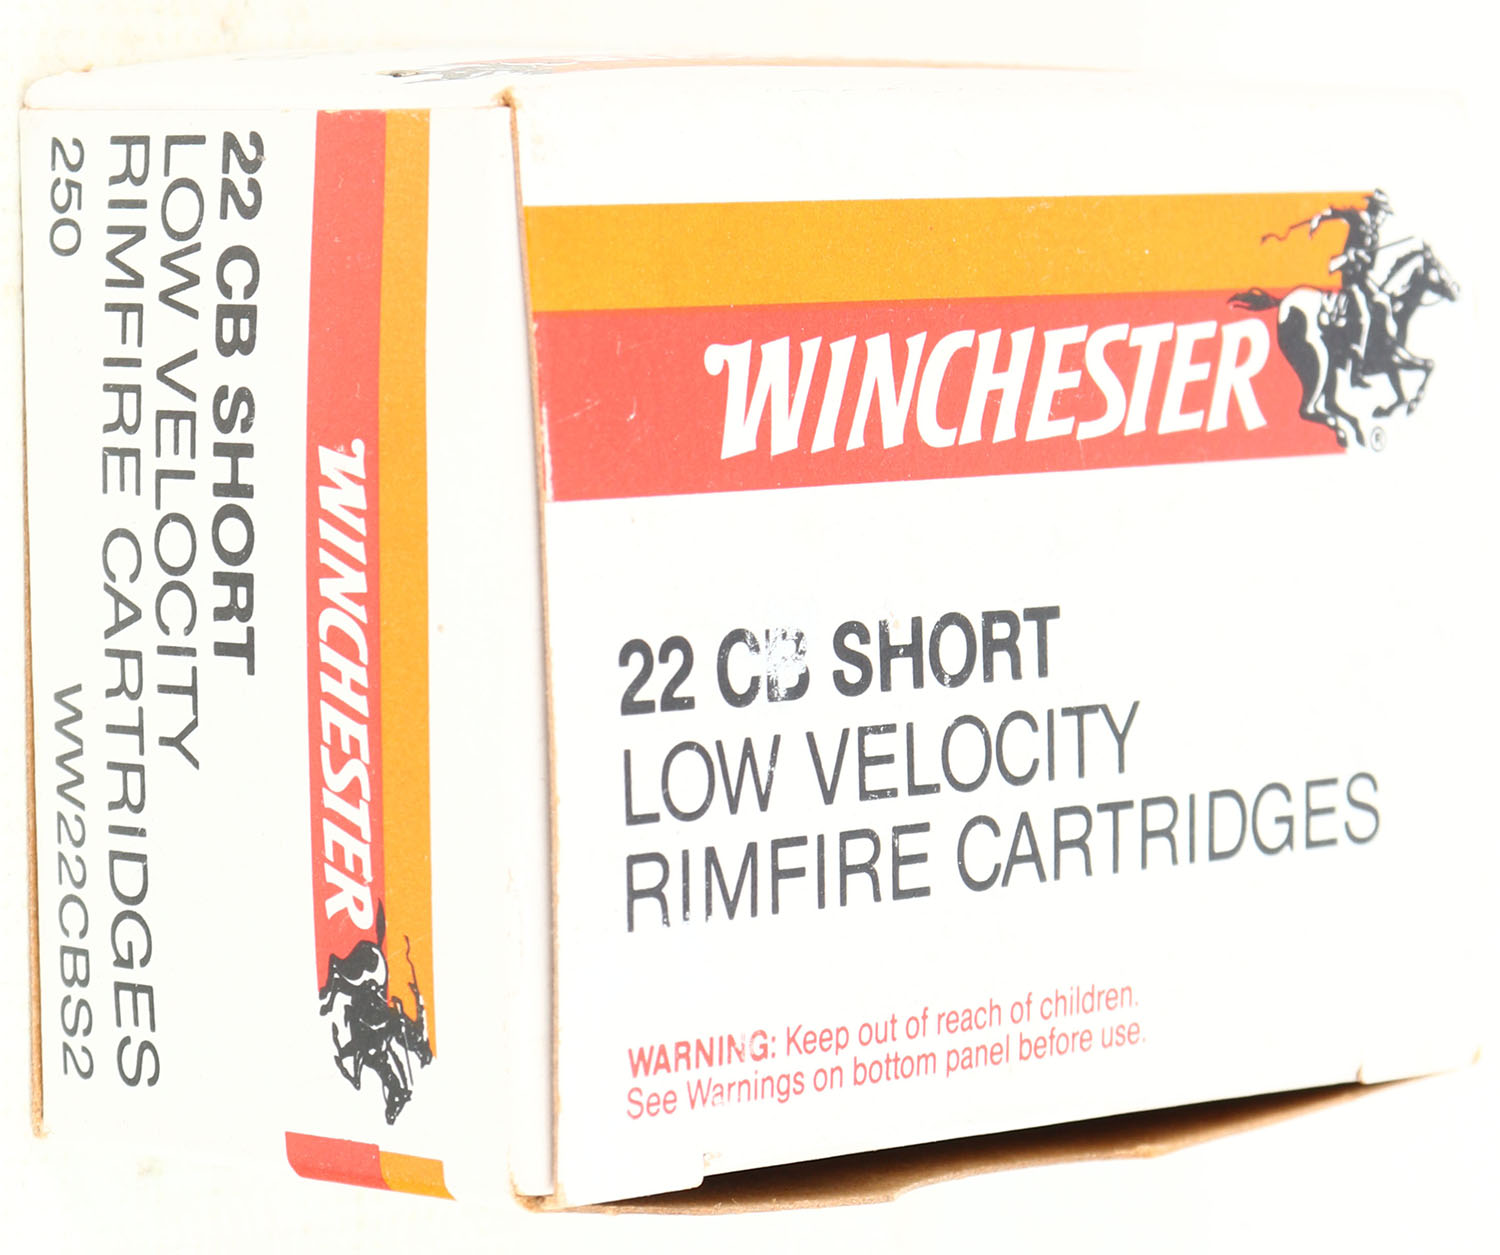 WINCHESTER
®
22 CB SHORT
LOW VELOCITY
RIMFIRE CARTRIDGES
WARNING: Keep out of reach of children.
See Warnings on bottom panel before use.
WINCHESTER
22 CB SHORT
LOW VELOCITY
RIMFIRE CARTRIDGES
250 WW22CBS2